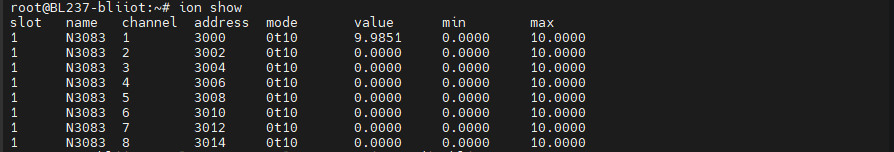 root@BL237-bliiot:~# ion show
slot name channel address mode value min max
1 N3083 1 3000 0t10 9.9851 0.0000 10.0000
1 N3083 2 3002 0t10 0.0000 0.0000 10.0000
1 N3083 3 3004 0t10 0.0000 0.0000 10.0000
1 N3083 4 3006 0t10 0.0000 0.0000 10.0000
1 N3083 5 3008 0t10 0.0000 0.0000 10.0000
1 N3083 6 3010 0t10 0.0000 0.0000 10.0000
1 N3083 7 3012 0t10 0.0000 0.0000 10.0000
1 N3083 8 3014 0t10 0.0000 0.0000 10.0000